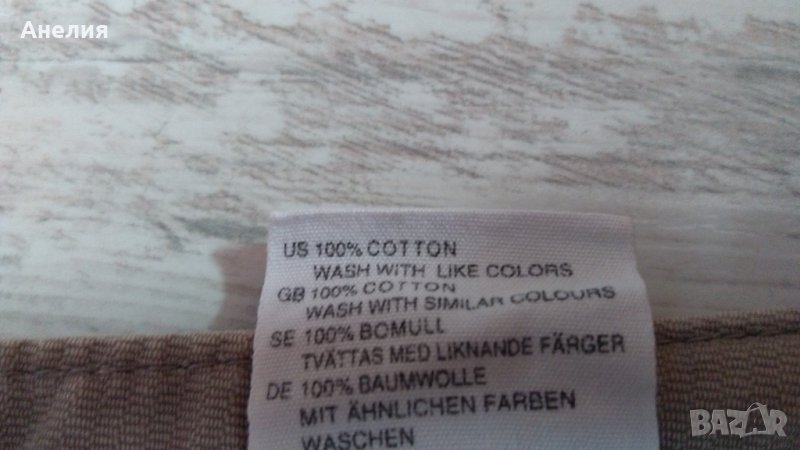 Анелия
US 100% COTTON
WASH WITH LIKE COLORS
GB 100% COTTON
WASH WITH SIMILAR COLOURS
SE 100% BOMULL
TVÄTTAS MED LIKNANDE FÄRGER
DE 100% BAUMWOLLE
MIT ÄHNLICHEN FARBEN
WASCHEN
BAZAR